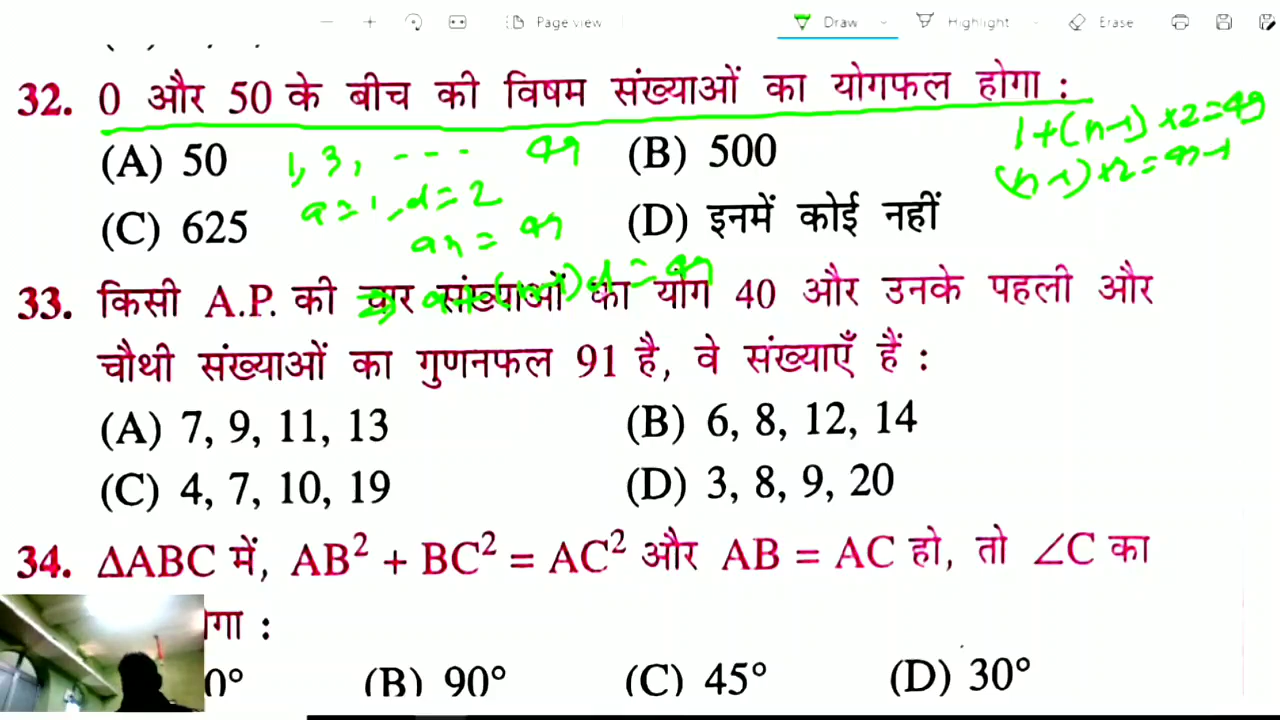 Page view Draw Highlight Erase
32. 0 और 50 के बीच की विषम संख्याओं का योगफल होगा :
1+(n-1)×2=49
(A) 50 1, 3, --- 49 (B) 500
(n-1)×2=49-1
a=1, d=2
(C) 625 (D) इनमें कोई नहीं
an = 49
⇒ a+(n-1)d=49
33. किसी A.P. की चार संख्याओं का योग 40 और उनके पहली और
चौथी संख्याओं का गुणनफल 91 है, वे संख्याएँ हैं :
(A) 7, 9, 11, 13 (B) 6, 8, 12, 14
(C) 4, 7, 10, 19 (D) 3, 8, 9, 20
34. ΔABC में, AB² + BC² = AC² और AB = AC हो, तो ∠C का
गा :
0° (B) 90° (C) 45° (D) 30°